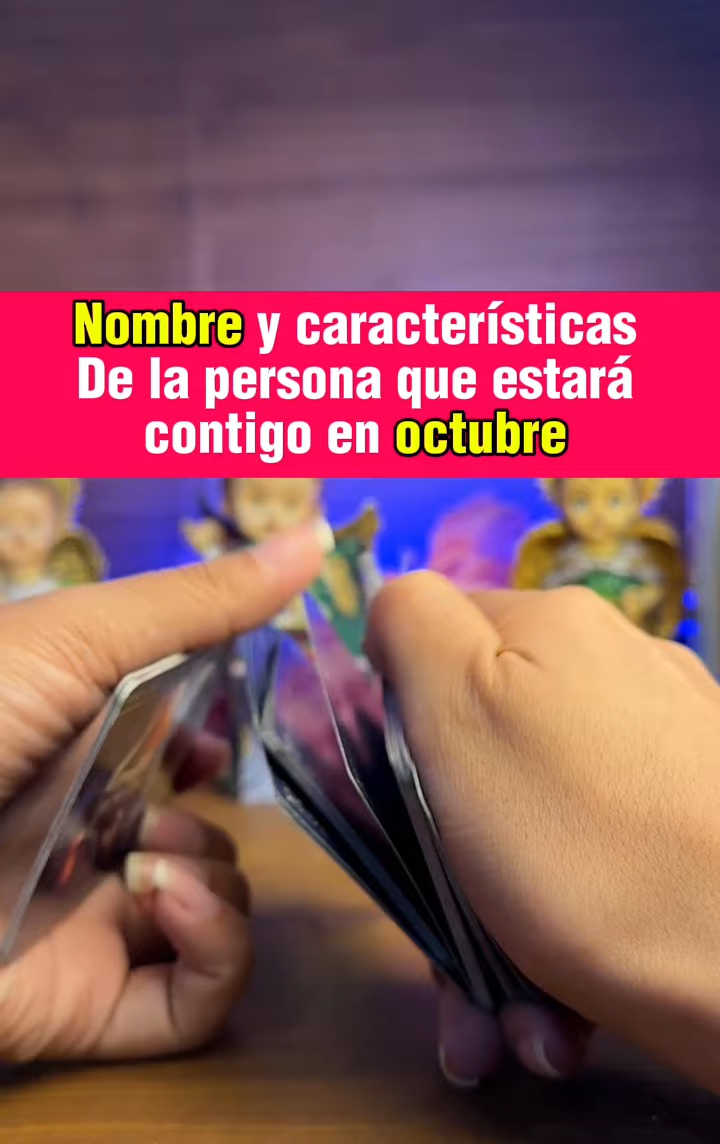 Nombre y características
De la persona que estará
contigo en octubre